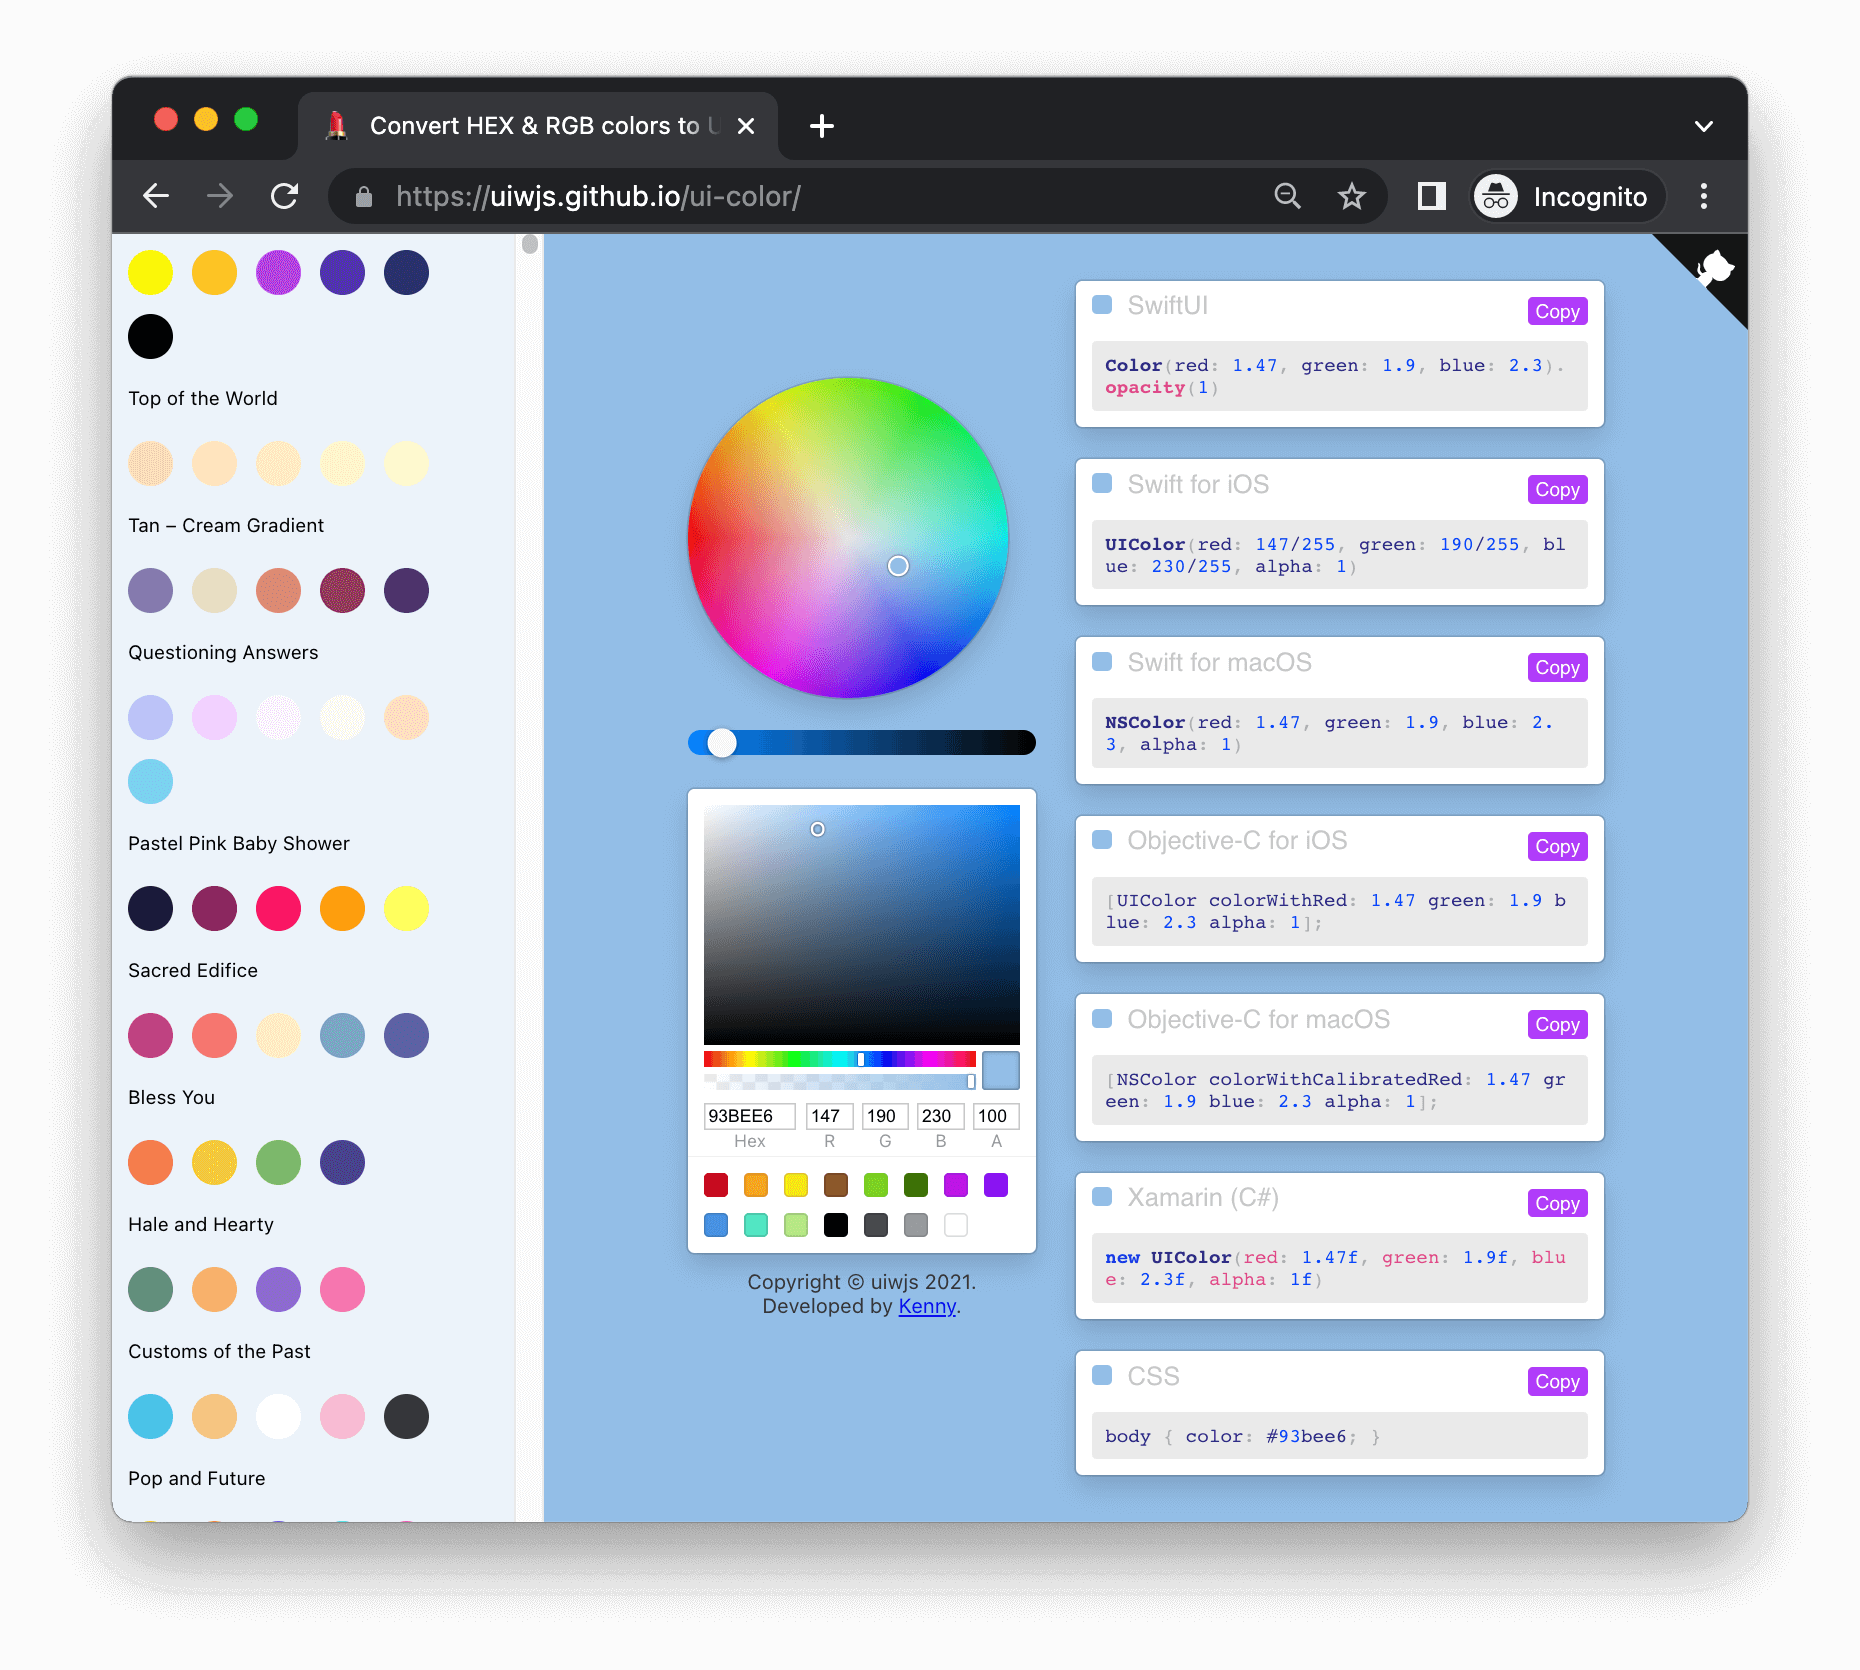 Convert HEX & RGB colors to U
https://uiwjs.github.io/ui-color/
Incognito
Top of the World
Tan – Cream Gradient
Questioning Answers
Pastel Pink Baby Shower
Sacred Edifice
Bless You
Hale and Hearty
Customs of the Past
Pop and Future
93BEE6 147 190 230 100
Hex R G B A
Copyright © uiwjs 2021.
Developed by Kenny.
SwiftUI
Copy
Color(red: 1.47, green: 1.9, blue: 2.3).
opacity(1)
Swift for iOS
Copy
UIColor(red: 147/255, green: 190/255, bl
ue: 230/255, alpha: 1)
Swift for macOS
Copy
NSColor(red: 1.47, green: 1.9, blue: 2.
3, alpha: 1)
Objective-C for iOS
Copy
[UIColor colorWithRed: 1.47 green: 1.9 b
lue: 2.3 alpha: 1];
Objective-C for macOS
Copy
[NSColor colorWithCalibratedRed: 1.47 gr
een: 1.9 blue: 2.3 alpha: 1];
Xamarin (C#)
Copy
new UIColor(red: 1.47f, green: 1.9f, blu
e: 2.3f, alpha: 1f)
CSS
Copy
body { color: #93bee6; }